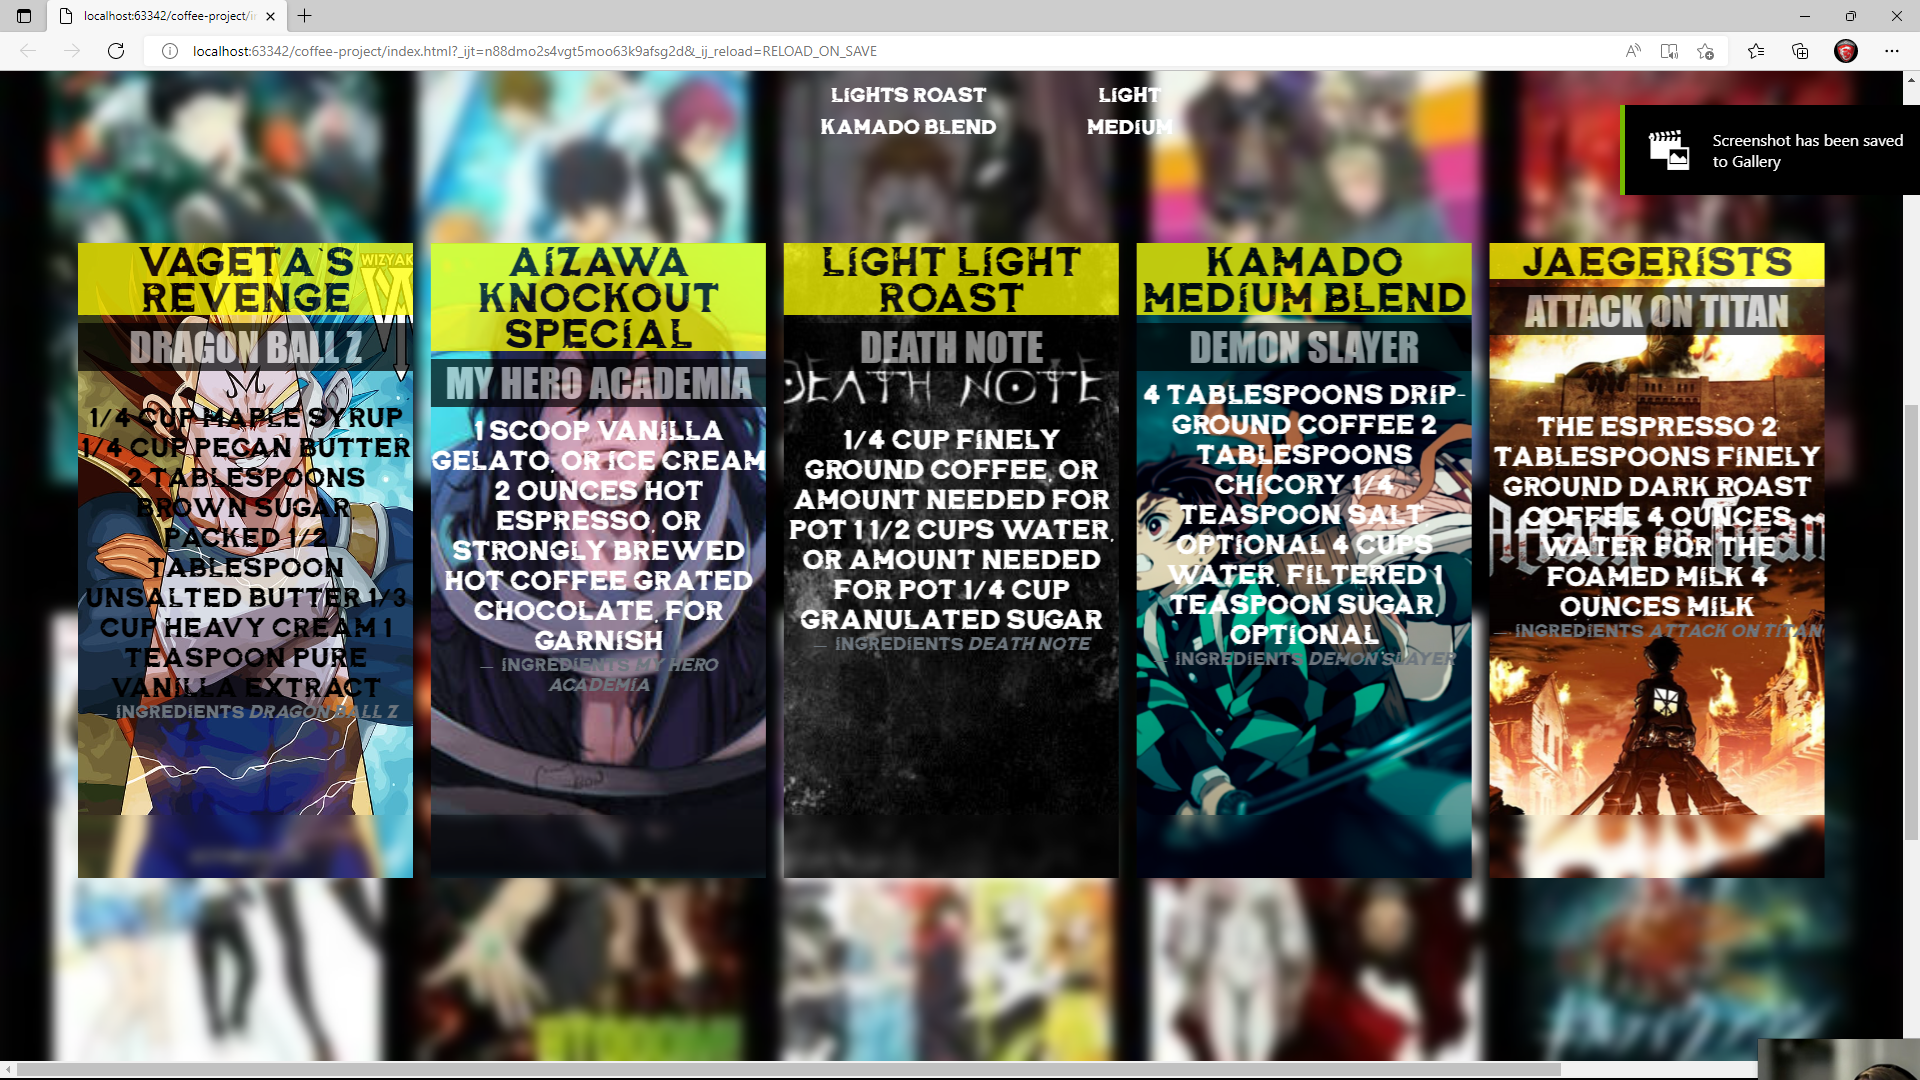 localhost:63342/coffee-project/i
localhost:63342/coffee-project/index.html?_ijt=n88dmo2s4vgt5moo63k9afsg2d&_ij_reload=RELOAD_ON_SAVE
LIGHTS ROAST LIGHT
KAMADO BLEND MEDIUM
Screenshot has been saved
to Gallery
VAGETA`S
REVENGE
WIZYAK
DRAGON BALL Z
1/4 CUP MAPLE SYRUP
1/4 CUP PECAN BUTTER
2 TABLESPOONS
BROWN SUGAR,
PACKED 1/2
TABLESPOON
UNSALTED BUTTER 1/3
CUP HEAVY CREAM 1
TEASPOON PURE
VANILLA EXTRACT
— INGREDIENTS DRAGON BALL Z
AIZAWA
KNOCKOUT
SPECIAL
MY HERO ACADEMIA
1 SCOOP VANILLA
GELATO, OR ICE CREAM
2 OUNCES HOT
ESPRESSO, OR
STRONGLY BREWED
HOT COFFEE GRATED
CHOCOLATE, FOR
GARNISH
— INGREDIENTS MY HERO
ACADEMIA
LIGHT LIGHT
ROAST
DEATH NOTE
DEATH NOTE
1/4 CUP FINELY
GROUND COFFEE, OR
AMOUNT NEEDED FOR
POT 1 1/2 CUPS WATER,
OR AMOUNT NEEDED
FOR POT 1/4 CUP
GRANULATED SUGAR
— INGREDIENTS DEATH NOTE
KAMADO
MEDIUM BLEND
DEMON SLAYER
4 TABLESPOONS DRIP-
GROUND COFFEE 2
TABLESPOONS
CHICORY 1/4
TEASPOON SALT
OPTIONAL 4 CUPS
WATER, FILTERED 1
TEASPOON SUGAR,
OPTIONAL
— INGREDIENTS DEMON SLAYER
JAEGERISTS
ATTACK ON TITAN
THE ESPRESSO 2
TABLESPOONS FINELY
GROUND DARK ROAST
COFFEE 4 OUNCES
WATER FOR THE
FOAMED MILK 4
OUNCES MILK
— INGREDIENTS ATTACK ON TITAN